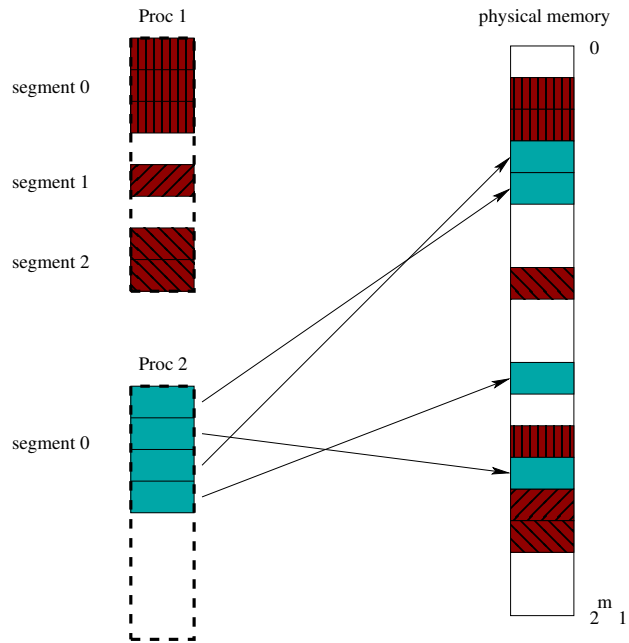 Proc 1
segment 0
segment 1
segment 2
Proc 2
segment 0
physical memory
0
2^m 1